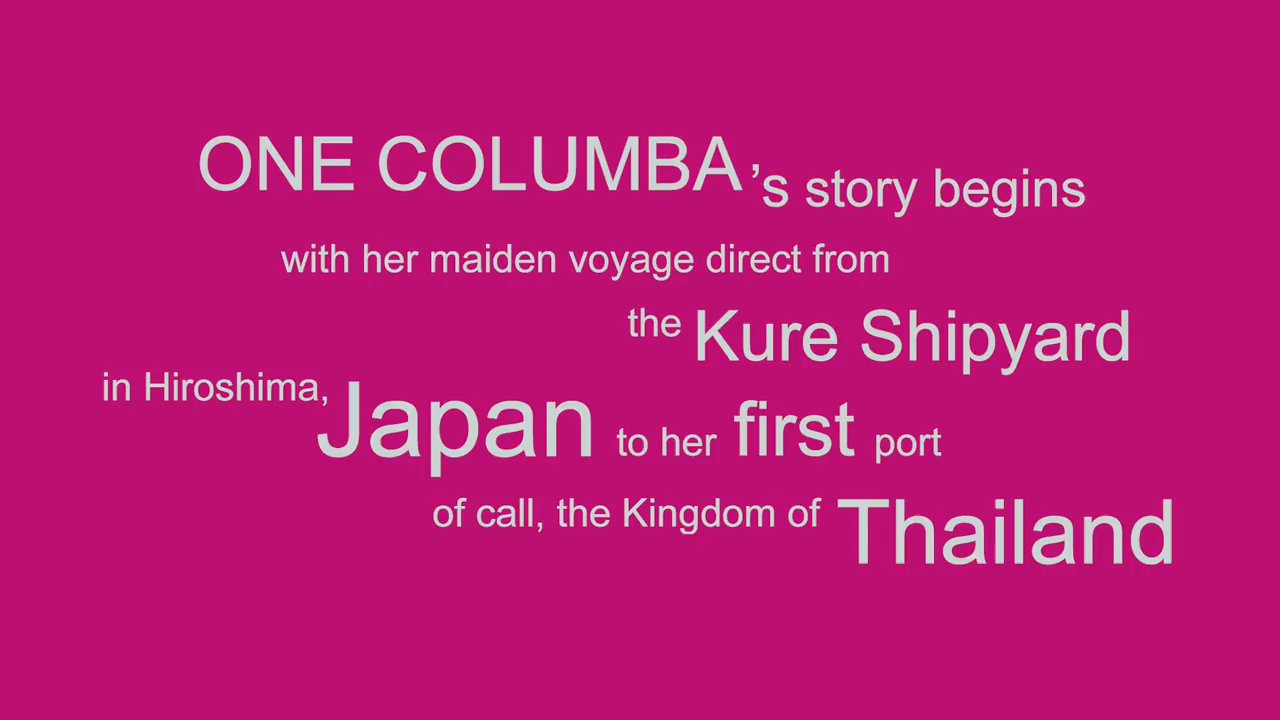 ONE COLUMBA's story begins
with her maiden voyage direct from
the Kure Shipyard
in Hiroshima, Japan to her first port
of call, the Kingdom of Thailand